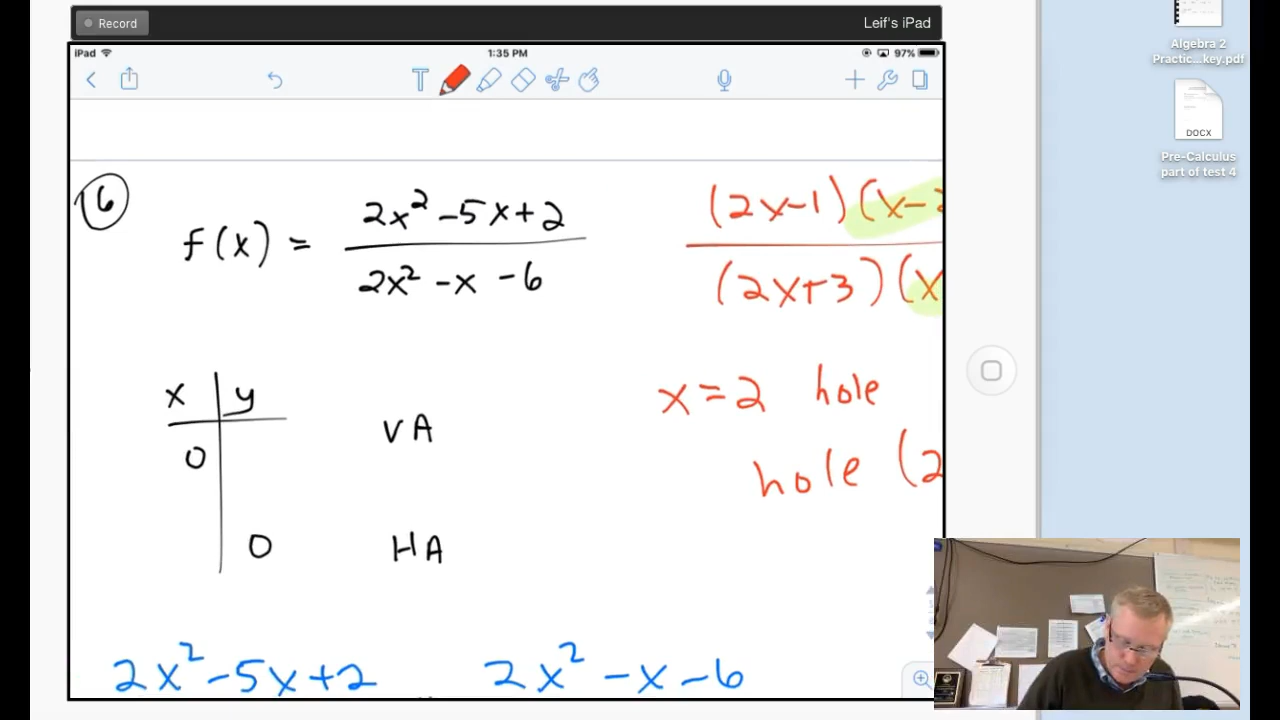 Record
Leif's iPad
iPad
1:35 PM
97%
Algebra 2
Practic...key.pdf
DOCX
Pre-Calculus
part of test 4
T
6
f(x) = 2x² -5x+2
2x² -x -6
(2x-1)(x-
(2x+3)(x
x y
0
0
VA
HA
x=2 hole
hole (2
2x²-5x+2 2x² -x-6